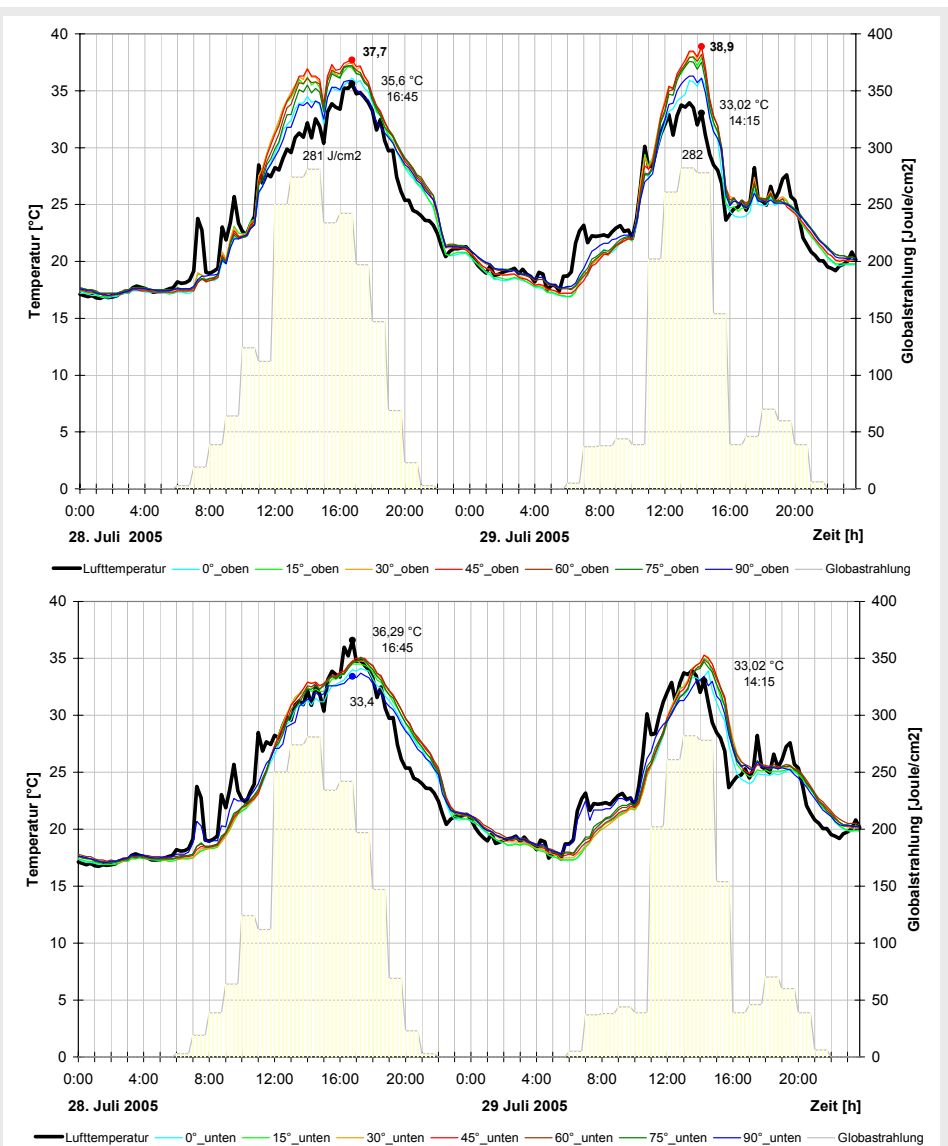 40
400
37,7
38,9
35
350
35,6 °C
16:45
33,02 °C
14:15
30
300
281 J/cm2
282
25
250
20
200
15
150
10
100
5
50
0
0
Temperatur [°C]
Globalstrahlung [Joule/cm2]
0:00 4:00 8:00 12:00 16:00 20:00 0:00 4:00 8:00 12:00 16:00 20:00
28. Juli 2005
29. Juli 2005
Zeit [h]
Lufttemperatur 0°_oben 15°_oben 30°_oben 45°_oben 60°_oben 75°_oben 90°_oben Globastrahlung
40
400
36,29 °C
16:45
35
350
33,02 °C
14:15
33,4
30
300
25
250
20
200
15
150
10
100
5
50
0
0
Temperatur [°C]
Globalstrahlung [Joule/cm2]
0:00 4:00 8:00 12:00 16:00 20:00 0:00 4:00 8:00 12:00 16:00 20:00
28. Juli 2005
29 Juli 2005
Zeit [h]
Lufttemperatur 0°_unten 15°_unten 30°_unten 45°_unten 60°_unten 75°_unten 90°_unten Globastrahlung